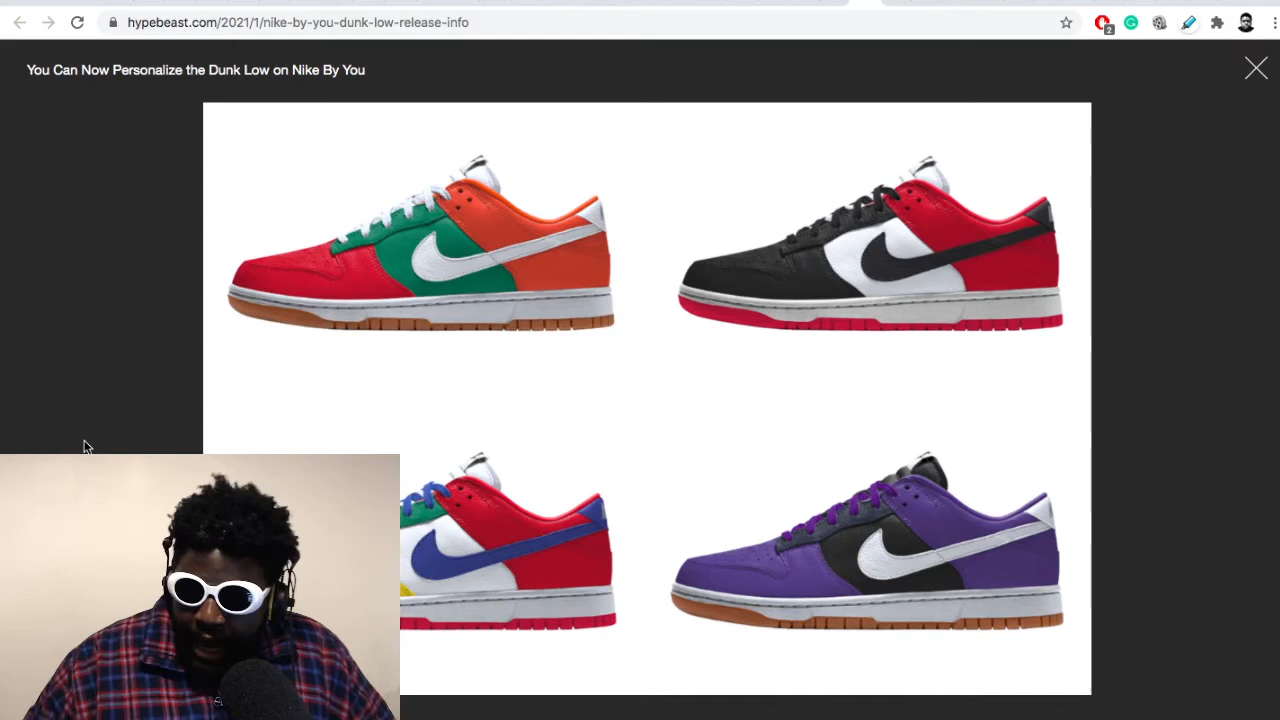 hypebeast.com/2021/1/nike-by-you-dunk-low-release-info
2
You Can Now Personalize the Dunk Low on Nike By You